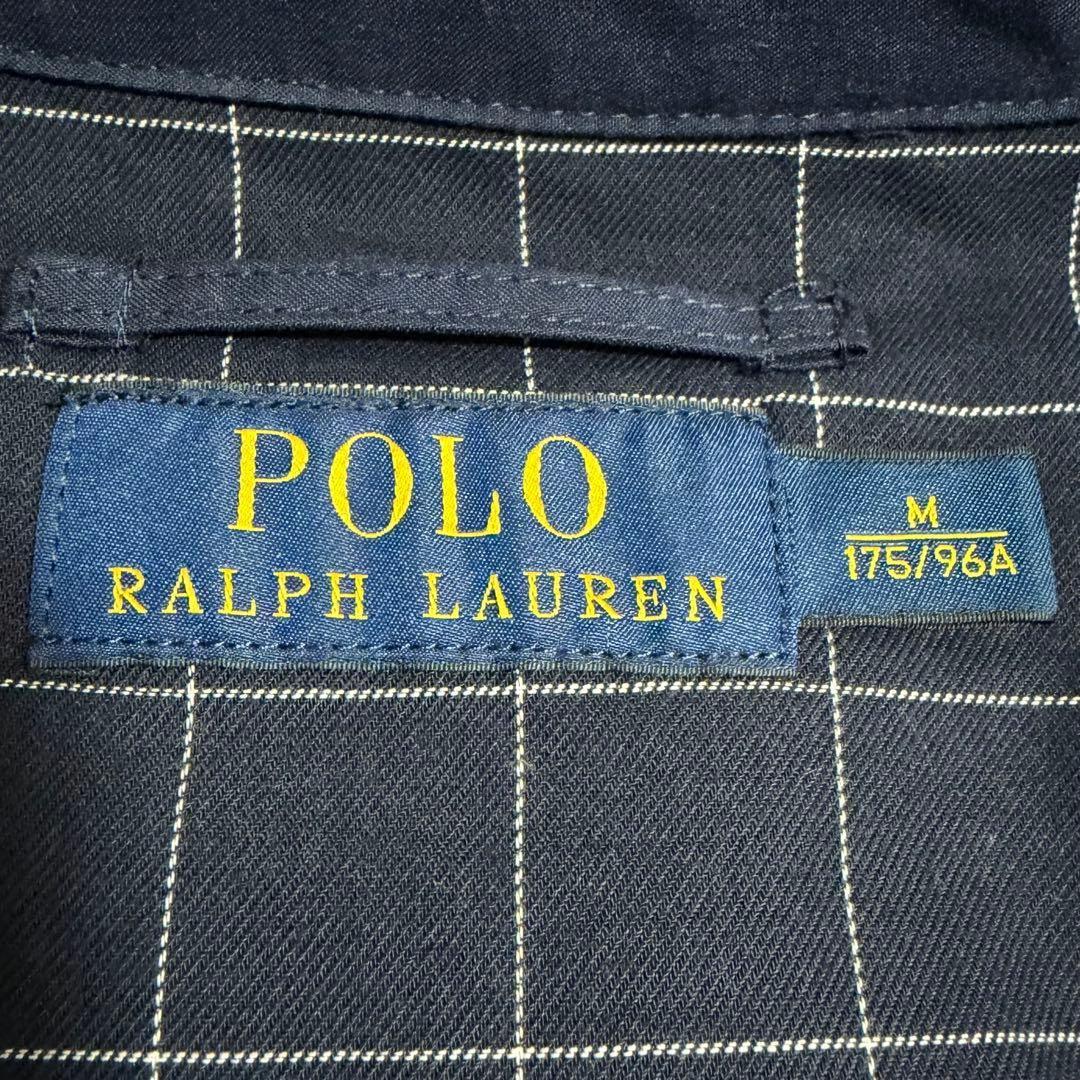 POLO
RALPH LAUREN
M
175/96A